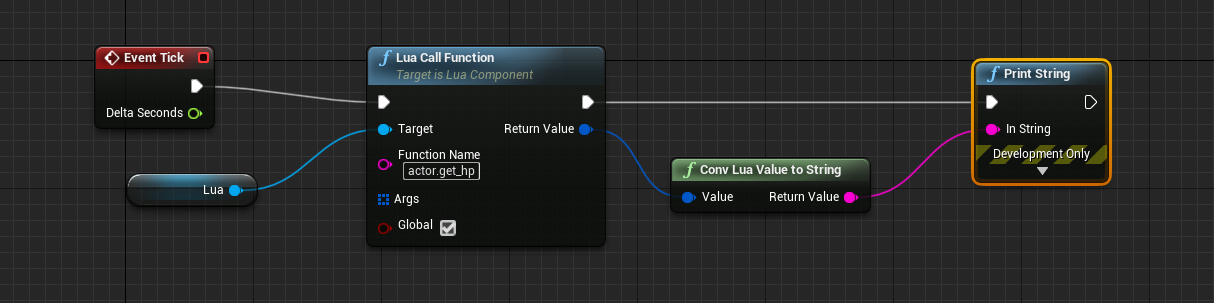 Event Tick
Delta Seconds
Lua
Lua Call Function
Target is Lua Component
Target
Return Value
Function Name
actor.get_hp
Args
Global
Conv Lua Value to String
Value
Return Value
Print String
In String
Development Only